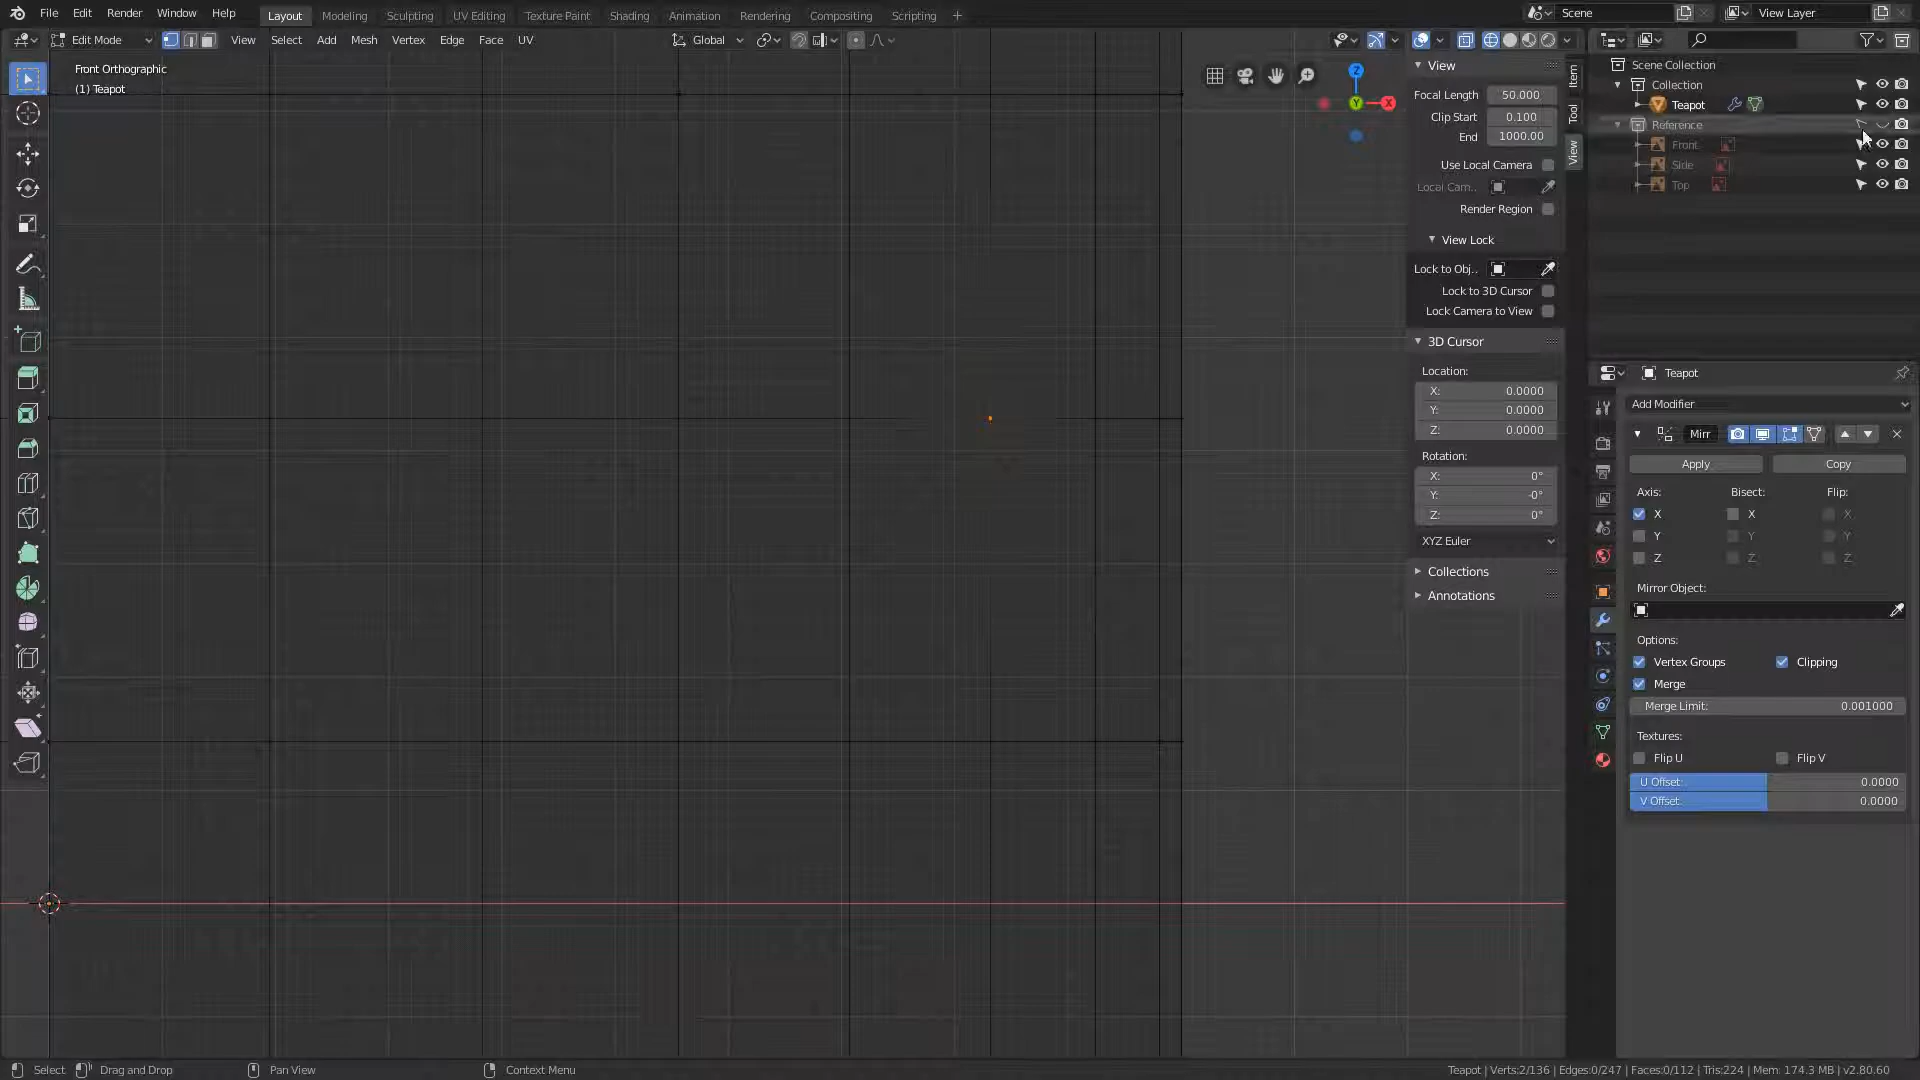 File Edit Render Window Help Layout Modeling Sculpting UV Editing Texture Paint Shading Animation Rendering Compositing Scripting + Scene View Layer
Edit Mode View Select Add Mesh Vertex Edge Face UV Global
Front Orthographic
(1) Teapot
Z
Y
X
View
Focal Length 50.000
Clip Start 0.100
End 1000.00
Use Local Camera
Local Cam..
Render Region
View Lock
Lock to Obj..
Lock to 3D Cursor
Lock Camera to View
3D Cursor
Location:
X: 0.0000
Y: 0.0000
Z: 0.0000
Rotation:
X: 0°
Y: -0°
Z: 0°
XYZ Euler
Collections
Annotations
Item
Tool
View
Scene Collection
Collection
Teapot
Reference
Front
Side
Top
Teapot
Add Modifier
Mirr
Apply Copy
Axis: Bisect: Flip:
X X X
Y Y Y
Z Z Z
Mirror Object:
Options:
Vertex Groups Clipping
Merge
Merge Limit: 0.001000
Textures:
Flip U Flip V
U Offset: 0.0000
V Offset: 0.0000
Select Drag and Drop Pan View Context Menu Teapot | Verts:2/136 | Edges:0/247 | Faces:0/112 | Tris:224 | Mem: 174.3 MB | v2.80.60